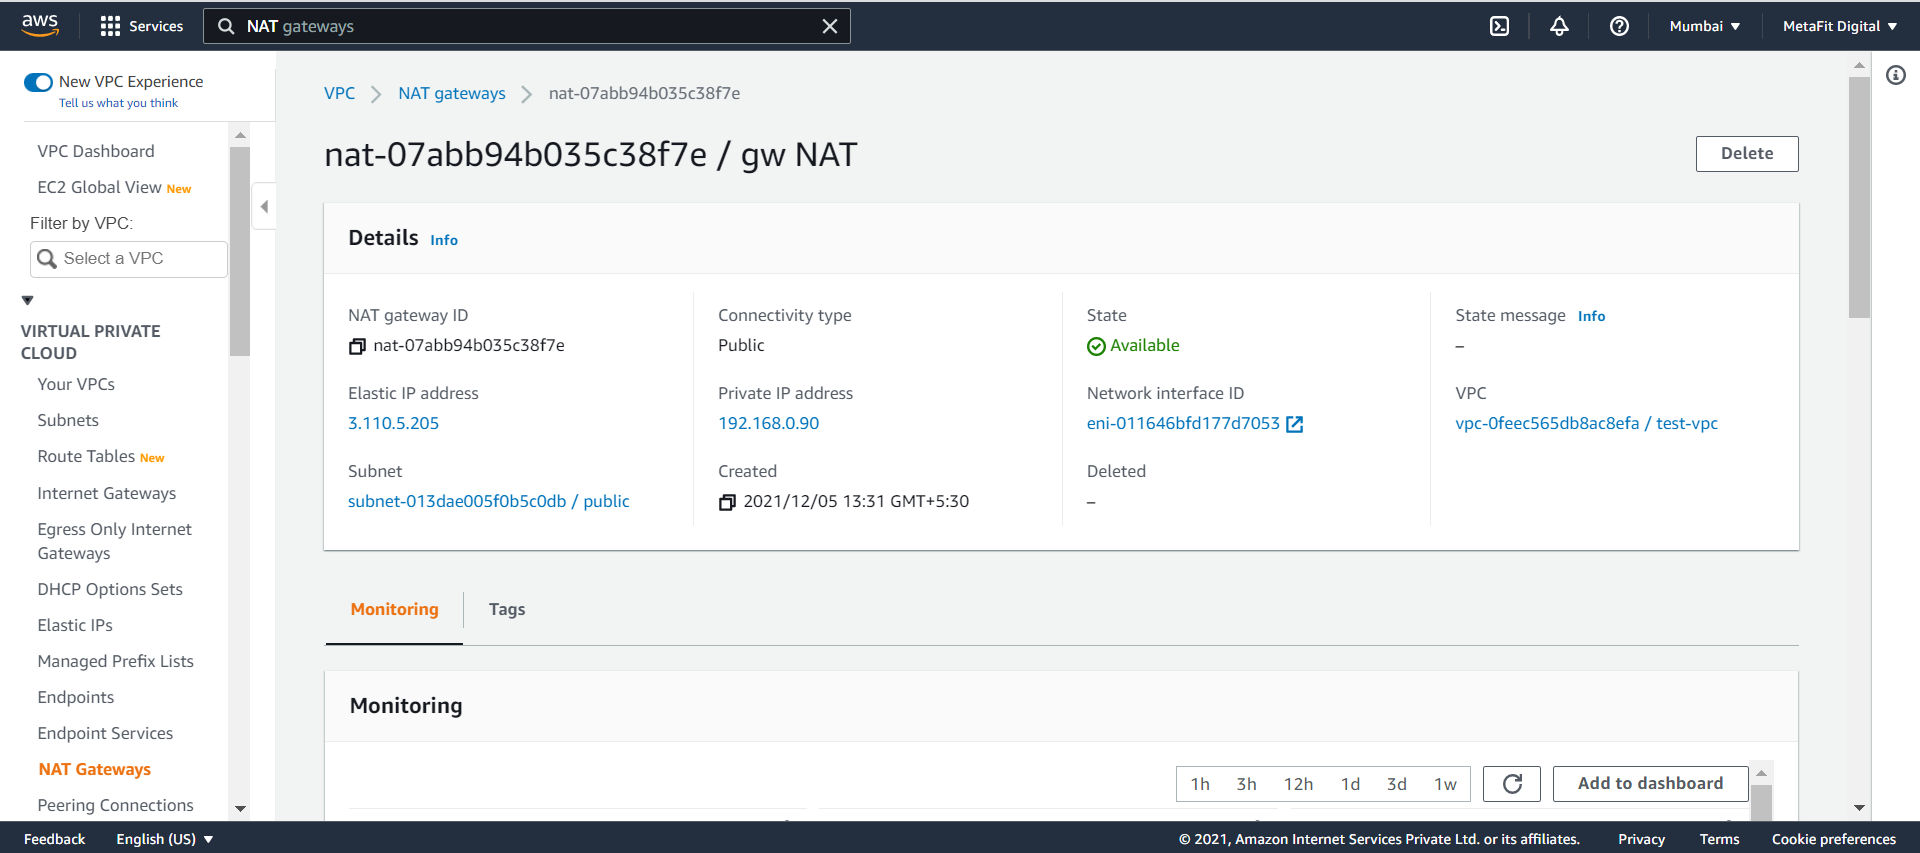 aws
Services
NAT gateways
Mumbai
MetaFit Digital
New VPC Experience
Tell us what you think
VPC Dashboard
EC2 Global View New
Filter by VPC:
Select a VPC
VIRTUAL PRIVATE
CLOUD
Your VPCs
Subnets
Route Tables New
Internet Gateways
Egress Only Internet
Gateways
DHCP Options Sets
Elastic IPs
Managed Prefix Lists
Endpoints
Endpoint Services
NAT Gateways
Peering Connections
VPC
NAT gateways
nat-07abb94b035c38f7e
nat-07abb94b035c38f7e / gw NAT
Delete
Details Info
NAT gateway ID
nat-07abb94b035c38f7e
Connectivity type
Public
State
Available
State message Info
–
Elastic IP address
3.110.5.205
Private IP address
192.168.0.90
Network interface ID
eni-011646bfd177d7053
VPC
vpc-0feec565db8ac8efa / test-vpc
Subnet
subnet-013dae005f0b5c0db / public
Created
2021/12/05 13:31 GMT+5:30
Deleted
–
Monitoring
Tags
Monitoring
1h 3h 12h 1d 3d 1w
Add to dashboard
Feedback
English (US)
© 2021, Amazon Internet Services Private Ltd. or its affiliates.
Privacy
Terms
Cookie preferences